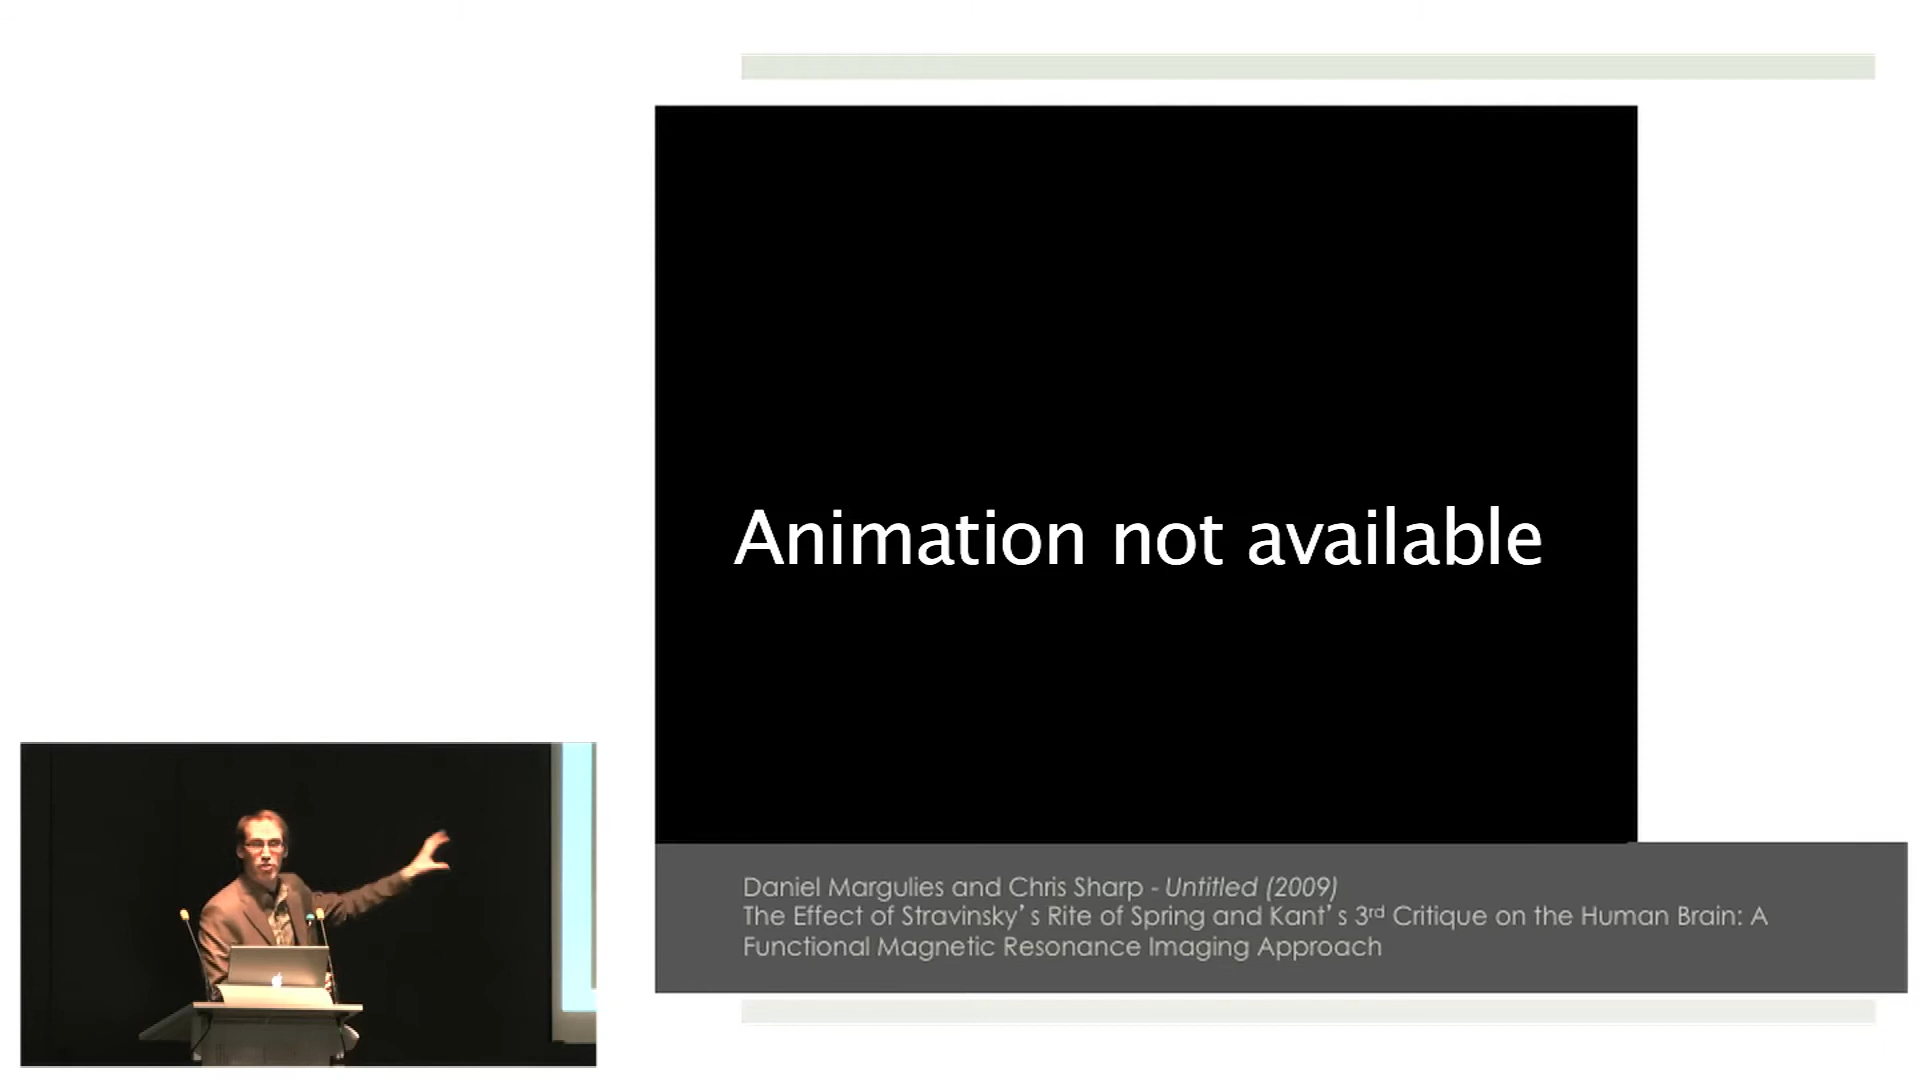 Animation not available
Daniel Margulies and Chris Sharp - Untitled (2009)
The Effect of Stravinsky’s Rite of Spring and Kant’s 3rd Critique on the Human Brain: A
Functional Magnetic Resonance Imaging Approach